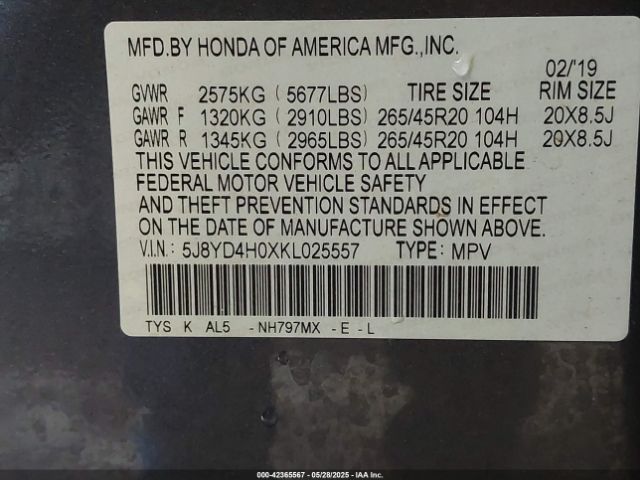 MFD.BY HONDA OF AMERICA MFG.,INC.
02/'19
GVWR 2575KG ( 5677LBS) TIRE SIZE RIM SIZE
GAWR F 1320KG ( 2910LBS) 265/45R20 104H 20X8.5J
GAWR R 1345KG ( 2965LBS) 265/45R20 104H 20X8.5J
THIS VEHICLE CONFORMS TO ALL APPLICABLE
FEDERAL MOTOR VEHICLE SAFETY
AND THEFT PREVENTION STANDARDS IN EFFECT
ON THE DATE OF MANUFACTURE SHOWN ABOVE.
V.I.N.: 5J8YD4H0XKL025557 TYPE: MPV
TYS K AL5 -NH797MX -E-L
000-42365567 - 05/28/2025 - IAA Inc.